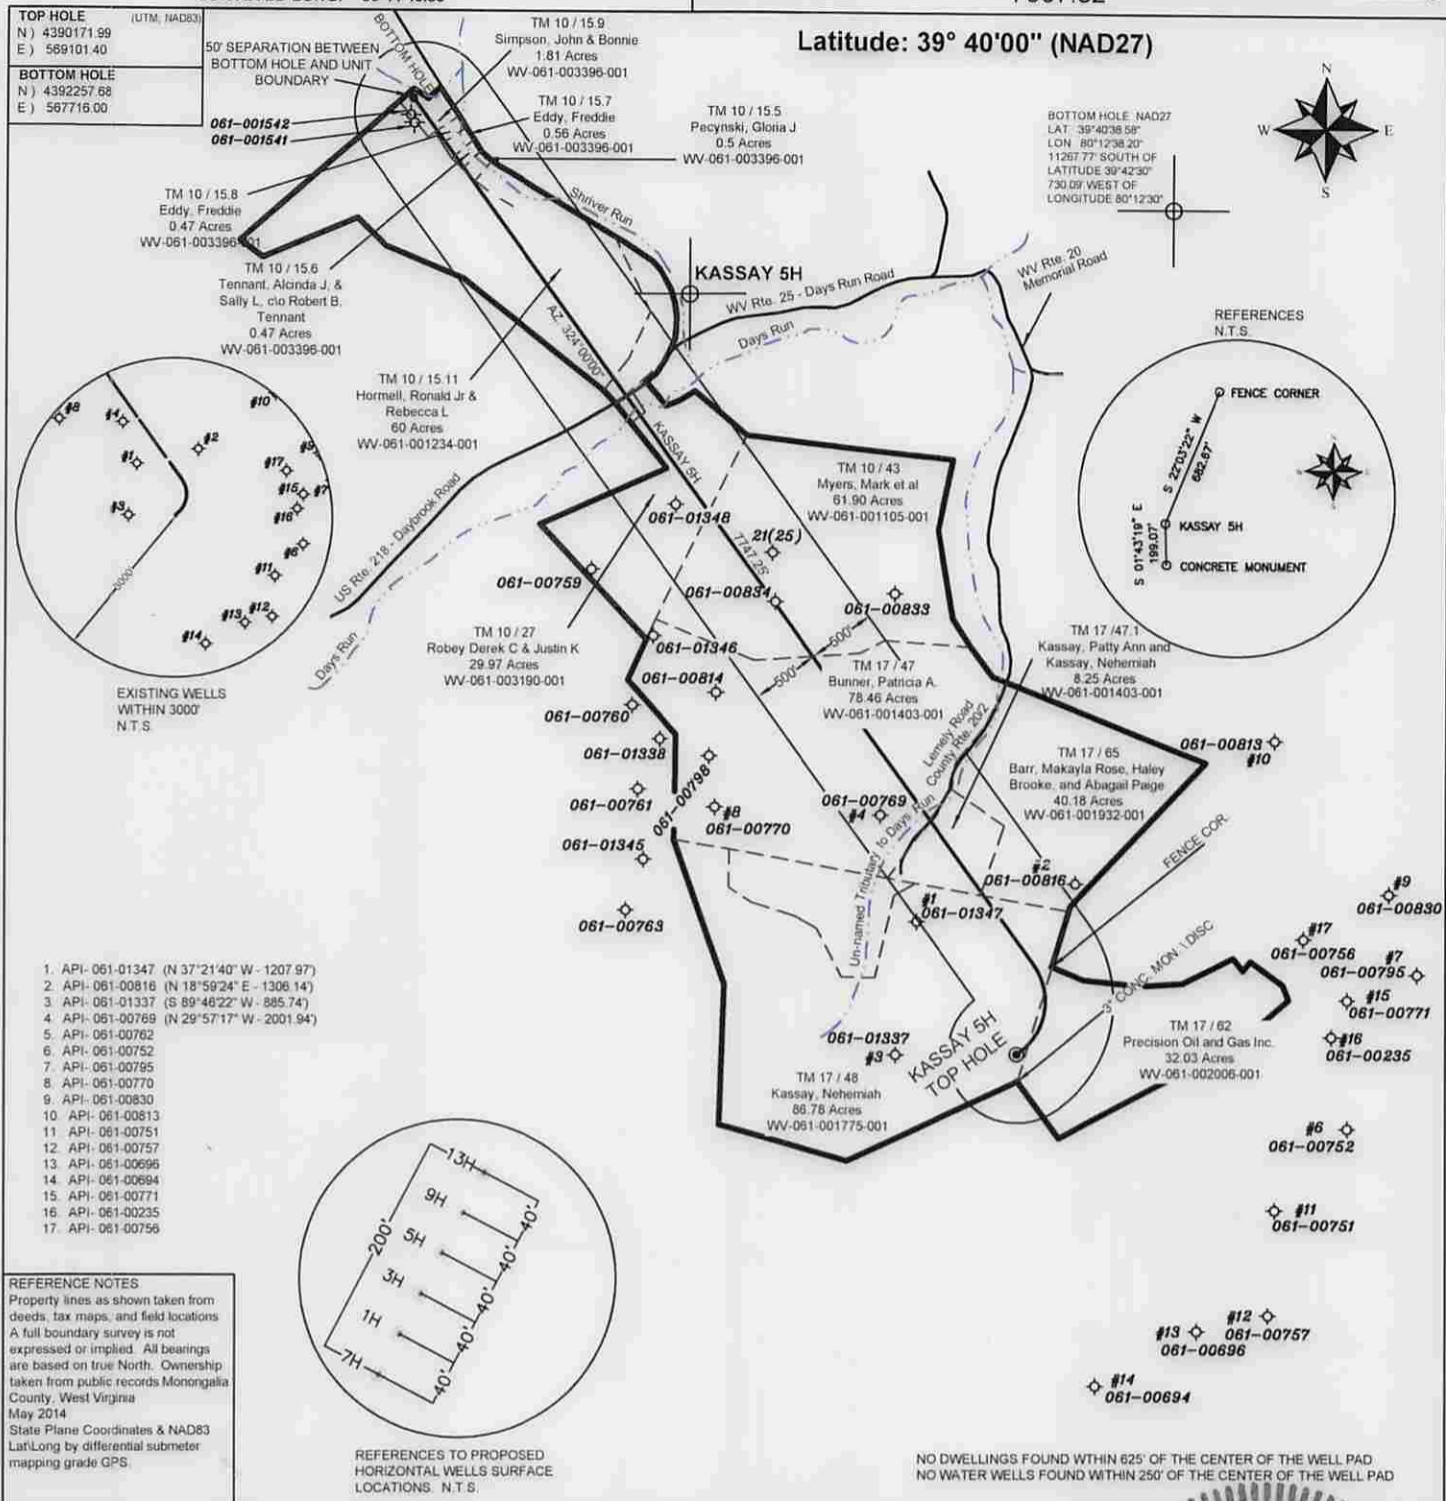 TOP HOLE (UTM, NAD83)
N ) 4390171.99
E ) 569101.40
BOTTOM HOLE
N ) 4392257.68
E ) 567716.00
Latitude: 39° 40'00" (NAD27)
50' SEPARATION BETWEEN
BOTTOM HOLE AND UNIT
BOUNDARY
BOTTOM HOLE
TM 10 / 15.9
Simpson, John & Bonnie
1.81 Acres
WV-061-003396-001
TM 10 / 15.7
Eddy, Freddie
0.56 Acres
WV-061-003396-001
TM 10 / 15.5
Pecynski, Gloria J
0.5 Acres
WV-061-003396-001
BOTTOM HOLE NAD27
LAT 39°40'38.58"
LON 80°12'38.20"
11267.77' SOUTH OF
LATITUDE 39°42'30"
730.09' WEST OF
LONGITUDE 80°12'30"
N
W
E
S
061-001542
061-001541
TM 10 / 15.8
Eddy, Freddie
0.47 Acres
WV-061-003396-001
TM 10 / 15.6
Tennant, Alcinda J, &
Sally L, c\o Robert B.
Tennant
0.47 Acres
WV-061-003396-001
Shriver Run
KASSAY 5H
WV Rte. 25 - Days Run Road
Days Run
WV Rte. 20
Memorial Road
AZ. 324°00'00"
TM 10 / 15.11
Hormell, Ronald Jr &
Rebecca L
60 Acres
WV-061-001234-001
REFERENCES
N.T.S.
FENCE CORNER
S 22°03'22" W
682.67'
KASSAY 5H
S 01°43'19" E
199.07'
CONCRETE MONUMENT
#8
#4
#10
#2
#1
#9
#17
#15
#7
#16
#3
#6
#11
#13
#12
#14
3000'
EXISTING WELLS
WITHIN 3000'
N.T.S.
US Rte. 218 - Daybrook Road
Days Run
KASSAY 5H
7747.25'
TM 10 / 43
Myers, Mark et al
61.90 Acres
WV-061-001105-001
061-01348
21(25)
061-00759
061-00834
061-00833
TM 10 / 27
Robey Derek C & Justin K
29.97 Acres
WV-061-003190-001
061-01346
061-00814
500'
500'
TM 17 / 47
Bunner, Patricia A.
78.46 Acres
WV-061-001403-001
TM 17 /47.1
Kassay, Patty Ann and
Kassay, Nehemiah
8.25 Acres
WV-061-001403-001
061-00760
061-01338
061-00798
061-00761
#8
061-00770
061-01345
061-00763
Lemely Road
County Rte. 20/2
TM 17 / 65
Barr, Makayla Rose, Haley
Brooke, and Abagail Paige
40.18 Acres
WV-061-001932-001
061-00813
#10
061-00769
#4
Un-named Tributary to Days Run
#2
061-00816
#1
061-01347
FENCE COR.
#9
061-00830
#17
061-00756
#7
061-00795
#15
061-00771
#16
061-00235
3" CONC. MON. \ DISC
061-01337
#3
KASSAY 5H
TOP HOLE
TM 17 / 62
Precision Oil and Gas Inc.
32.03 Acres
WV-061-002006-001
TM 17 / 48
Kassay, Nehemiah
86.78 Acres
WV-061-001775-001
#6
061-00752
#11
061-00751
#12
061-00757
#13
061-00696
#14
061-00694
1. API- 061-01347 (N 37°21'40" W - 1207.97')
2. API- 061-00816 (N 18°59'24" E - 1306.14')
3. API- 061-01337 (S 89°46'22" W - 885.74')
4. API- 061-00769 (N 29°57'17" W - 2001.94')
5. API- 061-00762
6. API- 061-00752
7. API- 061-00795
8. API- 061-00770
9. API- 061-00830
10. API- 061-00813
11. API- 061-00751
12. API- 061-00757
13. API- 061-00696
14. API- 061-00694
15. API- 061-00771
16. API- 061-00235
17. API- 061-00756
13H
9H
5H
3H
1H
7H
200'
40'
40'
40'
40'
40'
REFERENCES TO PROPOSED
HORIZONTAL WELLS SURFACE
LOCATIONS. N.T.S.
REFERENCE NOTES
Property lines as shown taken from
deeds, tax maps, and field locations
A full boundary survey is not
expressed or implied. All bearings
are based on true North. Ownership
taken from public records Monongalia
County, West Virginia
May 2014
State Plane Coordinates & NAD83
Lat\Long by differential submeter
mapping grade GPS.
NO DWELLINGS FOUND WTHIN 625' OF THE CENTER OF THE WELL PAD
NO WATER WELLS FOUND WITHIN 250' OF THE CENTER OF THE WELL PAD